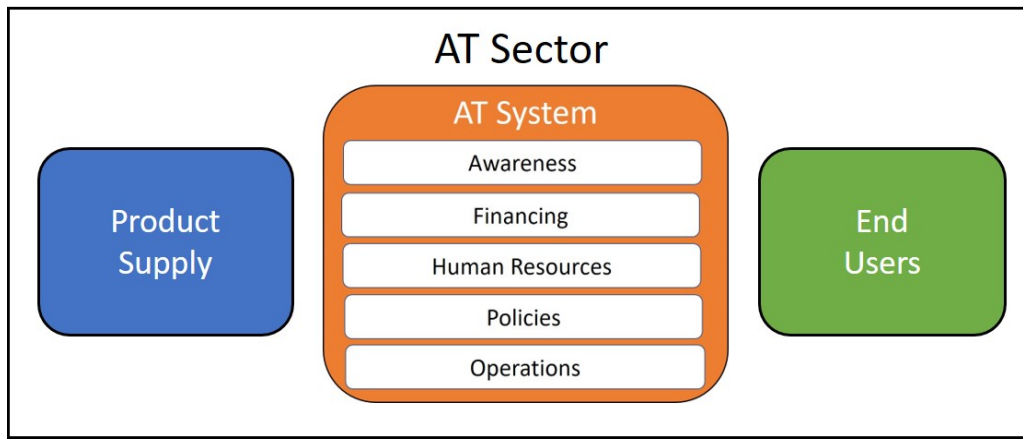 AT Sector
AT System
Awareness
Financing
Human Resources
Policies
Operations
Product
Supply
End
Users